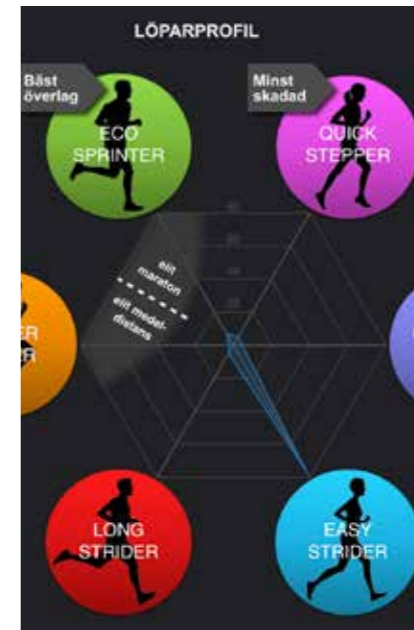 LÖPARPROFIL
Bäst
överlag
Minst
skadad
ECO
SPRINTER
QUICK
STEPPER
elit
maraton
elit medel-
distans
LONG
STRIDER
EASY
STRIDER